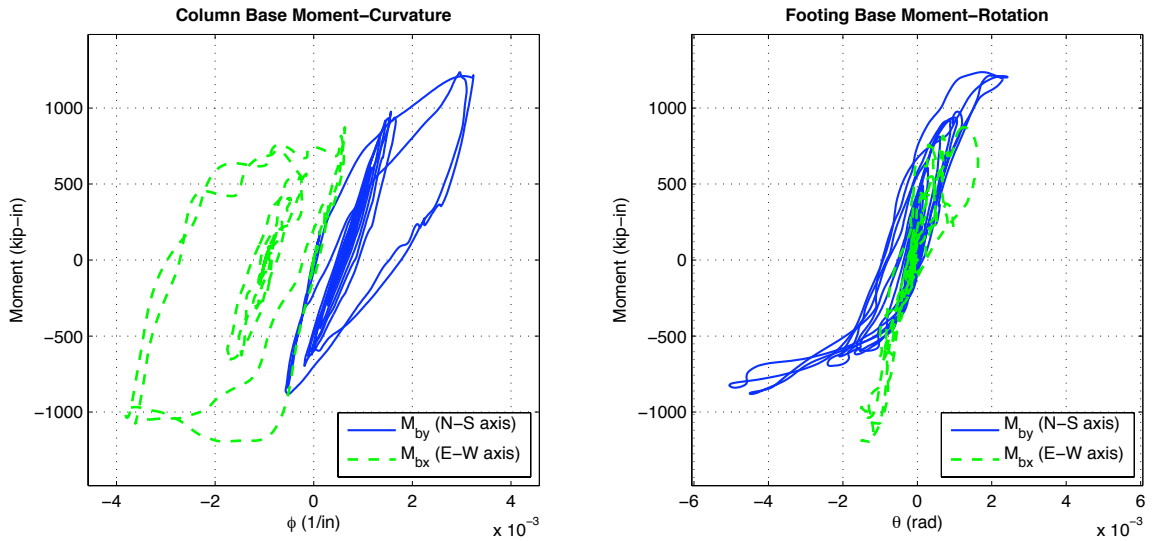 Column Base Moment−Curvature
Moment (kip−in)
1000
500
0
−500
−1000
−4
−2
0
2
4
x 10⁻³
φ (1/in)
M_by (N−S axis)
M_bx (E−W axis)
Footing Base Moment−Rotation
Moment (kip−in)
1000
500
0
−500
−1000
−6
−4
−2
0
2
4
6
x 10⁻³
θ (rad)
M_by (N−S axis)
M_bx (E−W axis)